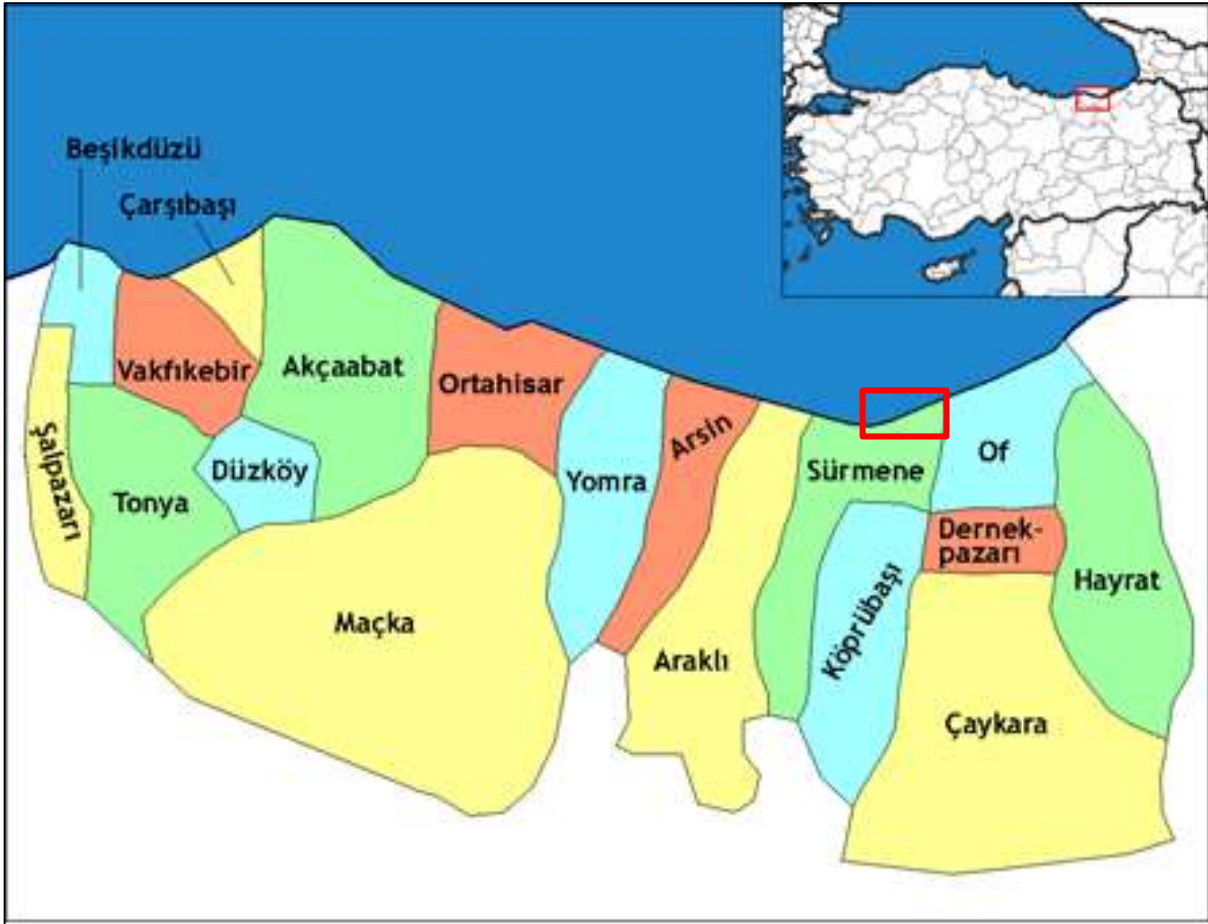 Beşikdüzü
Çarşıbaşı
Vakfıkebir
Akçaabat
Ortahisar
Şalpazarı
Tonya
Düzköy
Yomra
Arsin
Sürmene
Of
Dernek-
pazarı
Hayrat
Maçka
Araklı
Köprübaşı
Çaykara